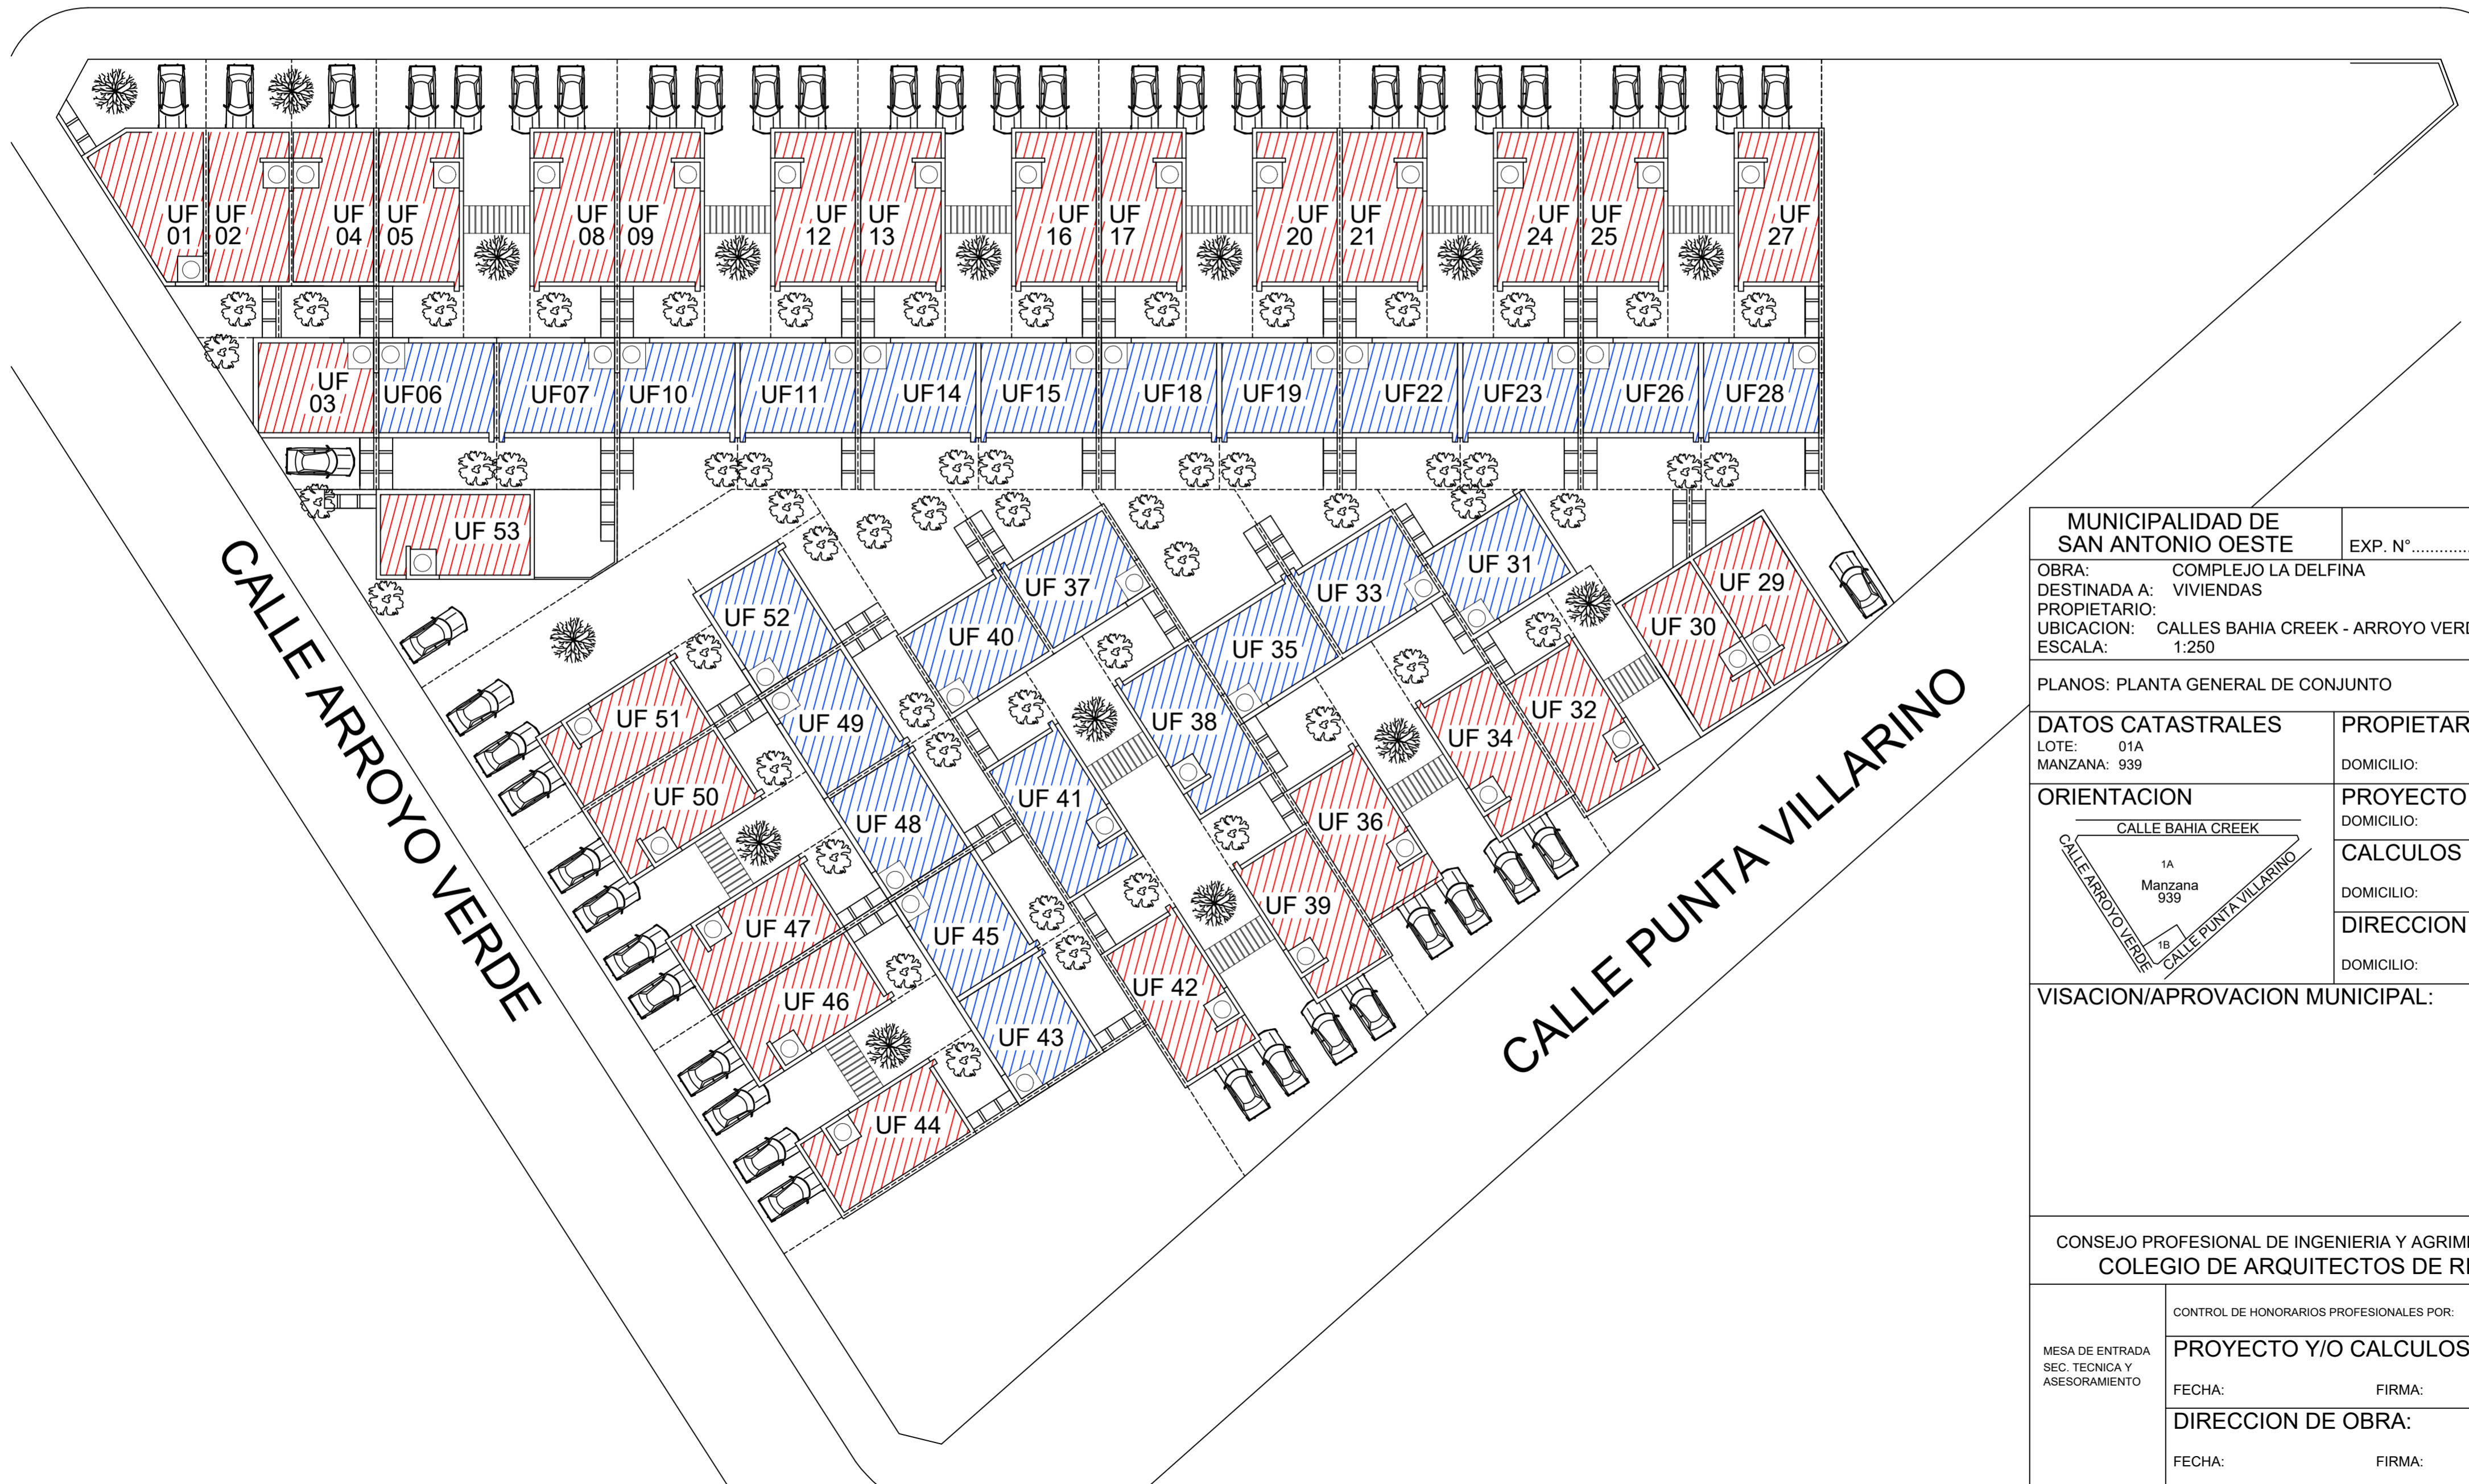 UF
01
UF
02
UF
04
UF
05
UF
08
UF
09
UF
12
UF
13
UF
16
UF
17
UF
20
UF
21
UF
24
UF
25
UF
27
UF
03
UF06
UF07
UF10
UF11
UF14
UF15
UF18
UF19
UF22
UF23
UF26
UF28
UF 53
UF 52
UF 40
UF 37
UF 35
UF 33
UF 31
UF 30
UF 29
UF 51
UF 49
UF 38
UF 34
UF 32
UF 50
UF 48
UF 41
UF 36
UF 47
UF 45
UF 39
UF 46
UF 43
UF 42
UF 44
CALLE ARROYO VERDE
CALLE PUNTA VILLARINO
MUNICIPALIDAD DE
SAN ANTONIO OESTE
EXP. N°.............
OBRA: COMPLEJO LA DELFINA
DESTINADA A: VIVIENDAS
PROPIETARIO:
UBICACION: CALLES BAHIA CREEK - ARROYO VERD
ESCALA: 1:250
PLANOS: PLANTA GENERAL DE CONJUNTO
DATOS CATASTRALES
LOTE: 01A
MANZANA: 939
PROPIETAR
DOMICILIO:
ORIENTACION
CALLE BAHIA CREEK
CALLE ARROYO VERDE
1A
Manzana
939
1B
CALLE PUNTA VILLARINO
PROYECTO
DOMICILIO:
CALCULOS
DOMICILIO:
DIRECCION
DOMICILIO:
VISACION/APROVACION MUNICIPAL:
CONSEJO PROFESIONAL DE INGENIERIA Y AGRIM
COLEGIO DE ARQUITECTOS DE R
MESA DE ENTRADA
SEC. TECNICA Y
ASESORAMIENTO
CONTROL DE HONORARIOS PROFESIONALES POR:
PROYECTO Y/O CALCULOS
FECHA: FIRMA:
DIRECCION DE OBRA:
FECHA: FIRMA: